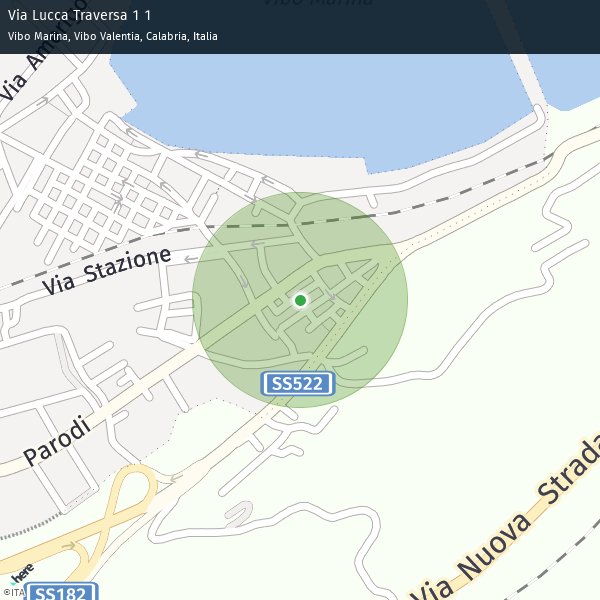 Via Lucca Traversa 1 1
Vibo Marina, Vibo Valentia, Calabria, Italia
Vibo Marina
Via Amerigo
Via Stazione
SS522
Parodi
Via Nuova Strada
here
©ITA
SS182